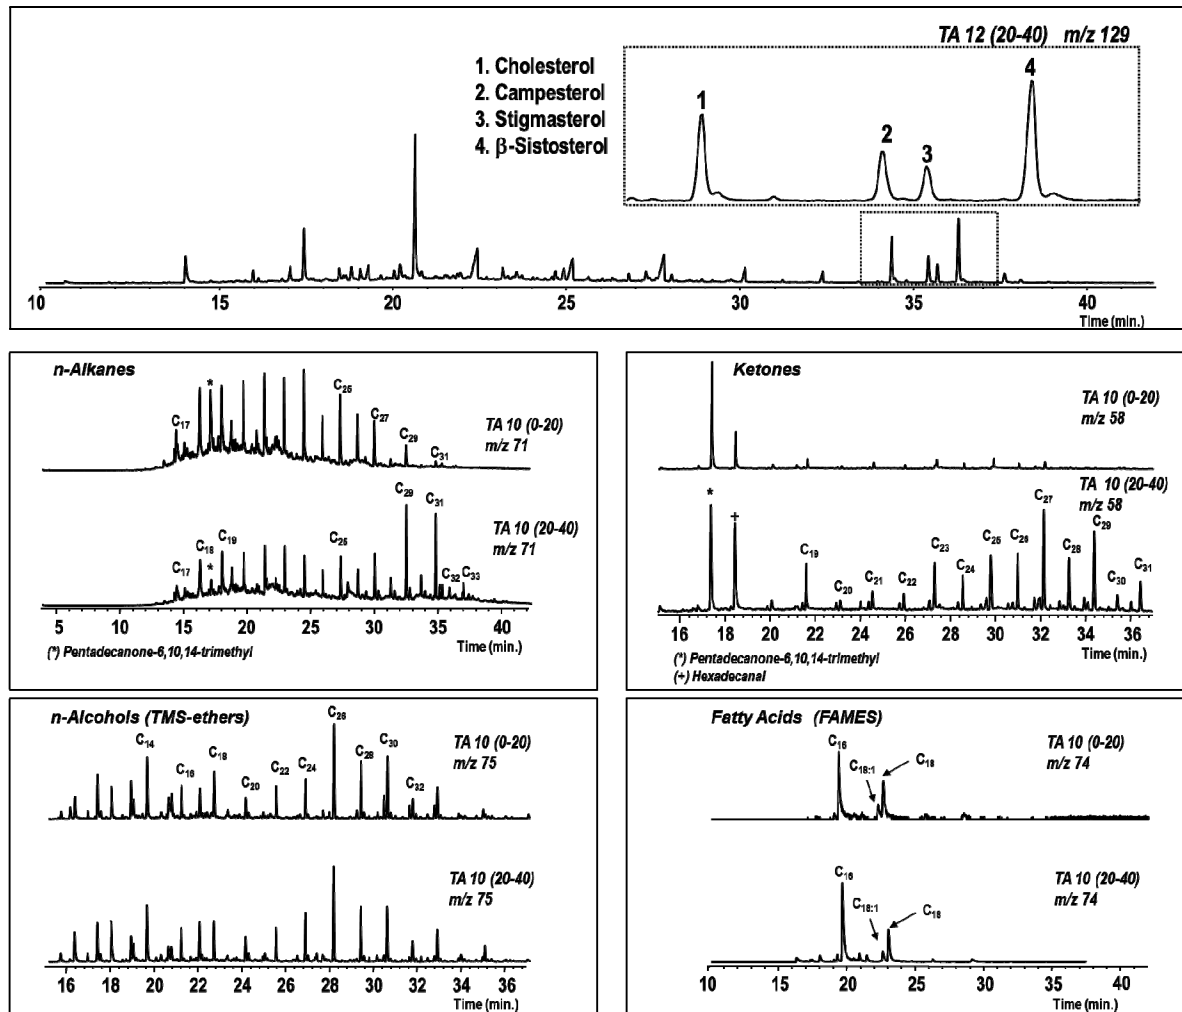 TA 12 (20-40) m/z 129
1. Cholesterol
2. Campesterol
3. Stigmasterol
4. β-Sistosterol
1
2
3
4
10 15 20 25 30 35 40
Time (min.)
n-Alkanes
C17
*
C25
C27
C29
C31
TA 10 (0-20)
m/z 71
C17
C18
*
C19
C25
C29
C31
C32
C33
TA 10 (20-40)
m/z 71
5 10 15 20 25 30 35 40
Time (min.)
(*) Pentadecanone-6,10,14-trimethyl
Ketones
TA 10 (0-20)
m/z 58
TA 10 (20-40)
m/z 58
*
+
C19
C20
C21
C22
C23
C24
C25
C26
C27
C28
C29
C30
C31
16 18 20 22 24 26 28 30 32 34 36
Time (min.)
(*) Pentadecanone-6,10,14-trimethyl
(+) Hexadecanal
n-Alcohols (TMS-ethers)
C14
C16
C18
C20
C22
C24
C26
C28
C30
C32
TA 10 (0-20)
m/z 75
TA 10 (20-40)
m/z 75
16 18 20 22 24 26 28 30 32 34 36
Time (min.)
Fatty Acids (FAMES)
C16
C18:1
C18
TA 10 (0-20)
m/z 74
C16
C18:1
C18
TA 10 (20-40)
m/z 74
10 20 25 30 35 40
Time (min.)